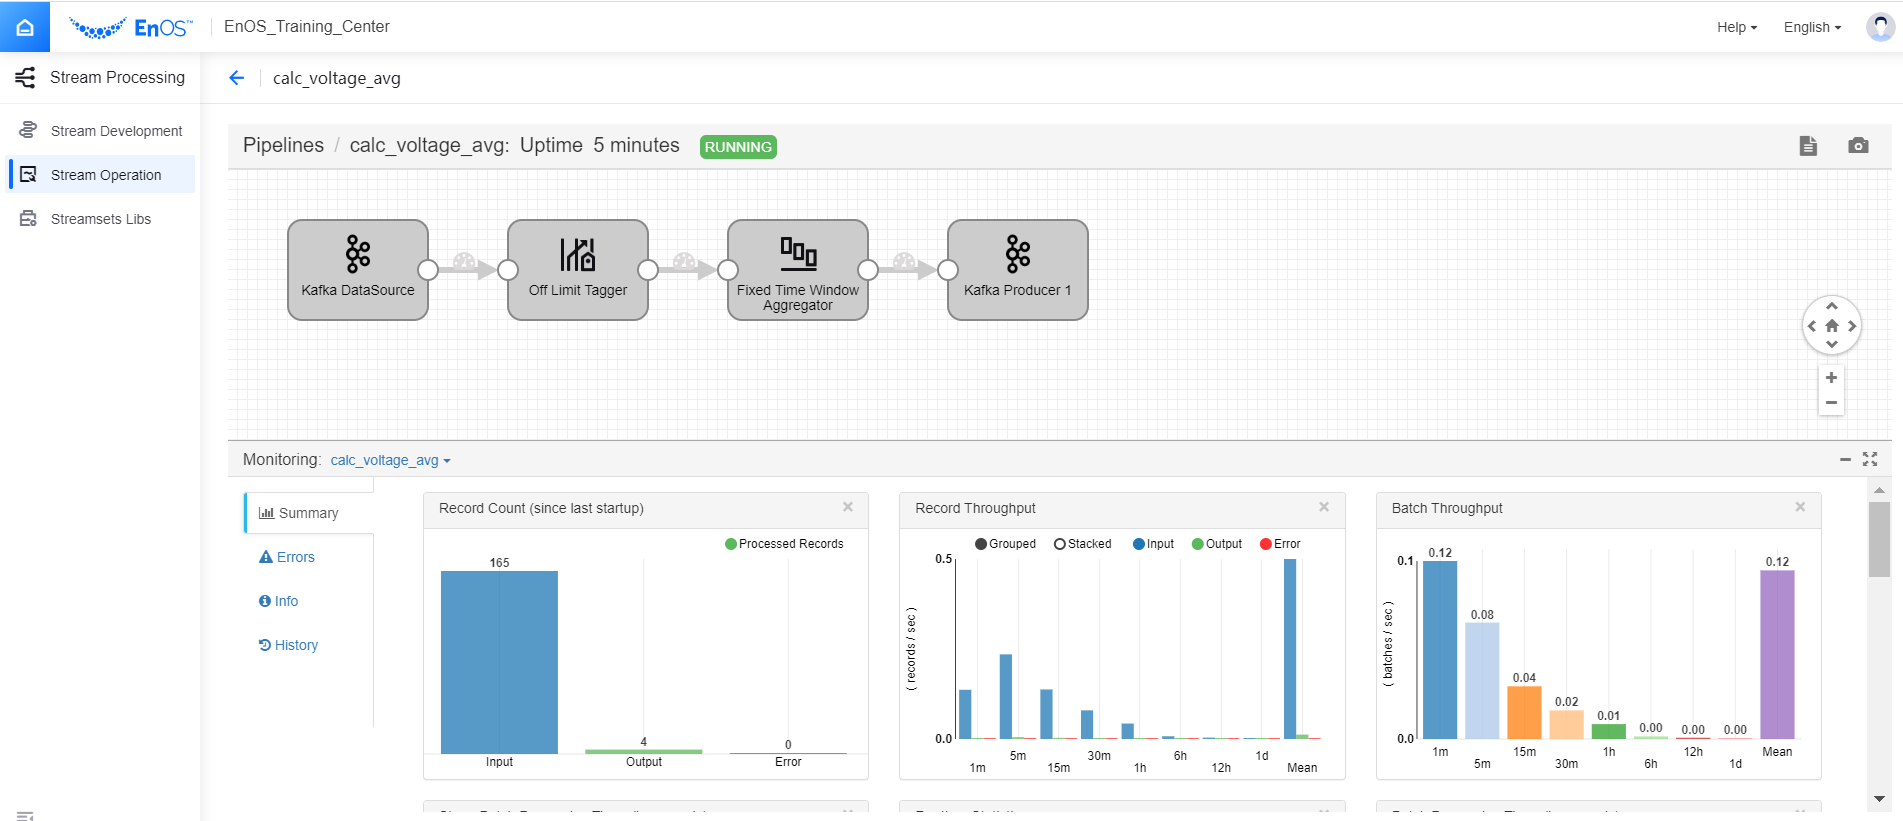 EnOS™ EnOS_Training_Center Help English
Stream Processing
calc_voltage_avg
Stream Development
Stream Operation
Streamsets Libs
Pipelines / calc_voltage_avg: Uptime 5 minutes RUNNING
Kafka DataSource
Off Limit Tagger
Fixed Time Window
Aggregator
Kafka Producer 1
Monitoring: calc_voltage_avg
Summary
Errors
Info
History
Record Count (since last startup)
Processed Records
165
4
0
Input Output Error
Record Throughput
Grouped Stacked Input Output Error
0.5
( records / sec )
0.0
1m 5m 15m 30m 1h 6h 12h 1d Mean
Batch Throughput
0.1
( batches / sec )
0.0
0.12 0.08 0.04 0.02 0.01 0.00 0.00 0.00 0.12
1m 5m 15m 30m 1h 6h 12h 1d Mean